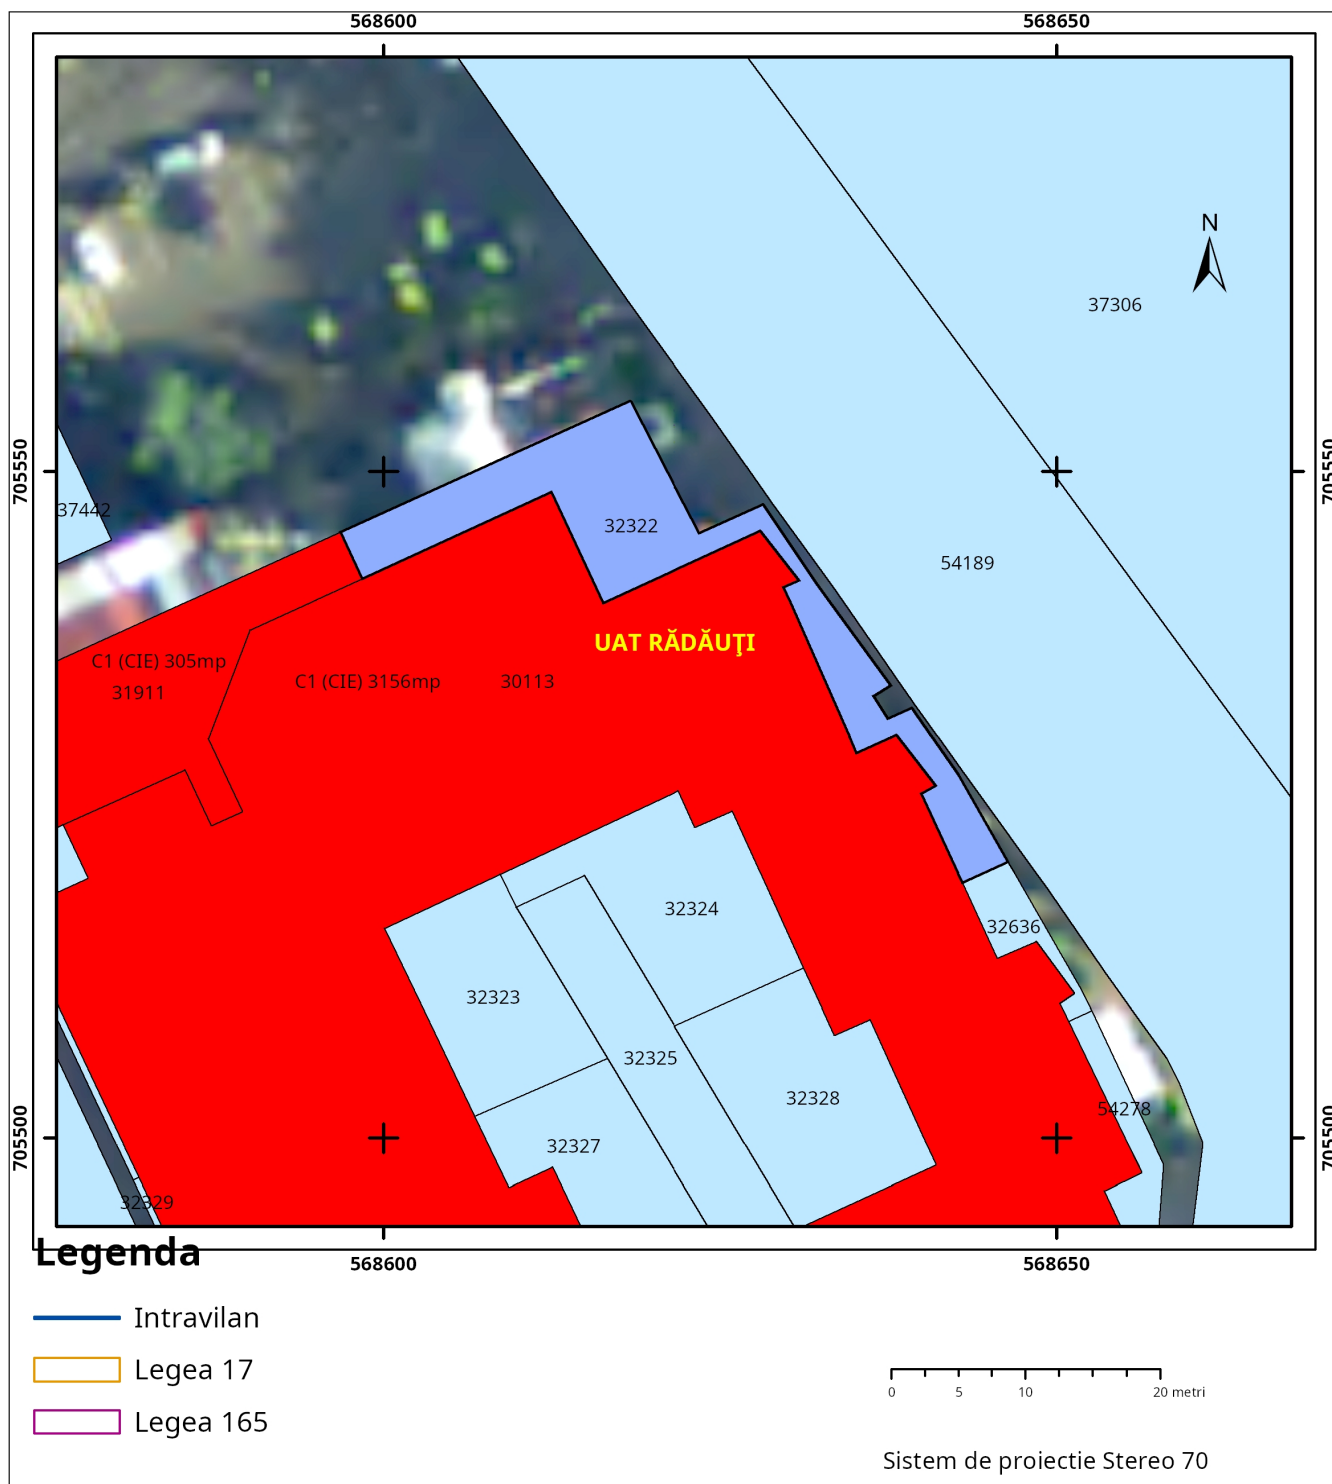 568600
568650
N
37306
705550
705550
37442
32322
54189
UAT RĂDĂUŢI
C1 (CIE) 305mp
31911
C1 (CIE) 3156mp
30113
32324
32636
32323
32325
32328
54278
705500
705500
32327
32329
568600
568650
Legenda
Intravilan
Legea 17
Legea 165
0 5 10 20 metri
Sistem de proiectie Stereo 70